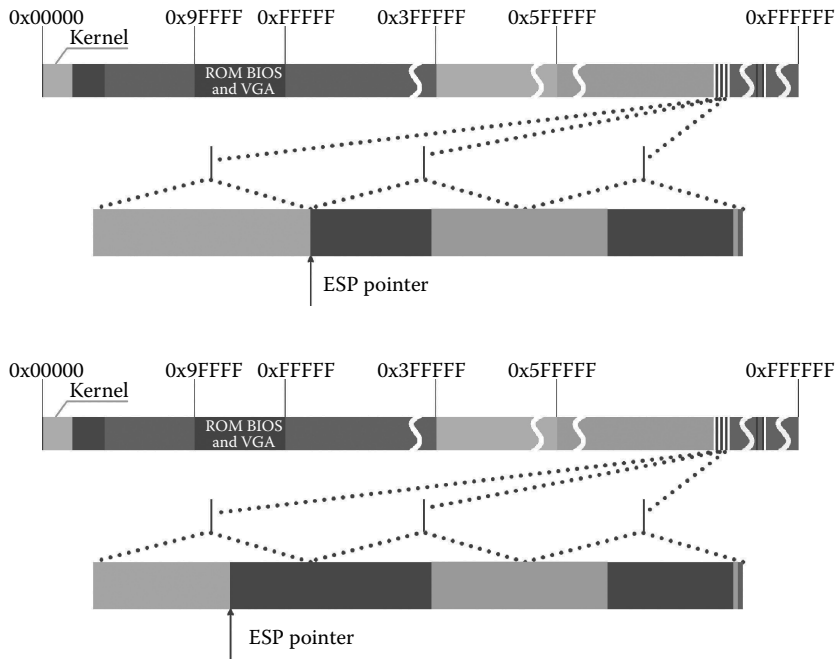 0x00000 0x9FFFF 0xFFFFF 0x3FFFFF 0x5FFFFF 0xFFFFFF
Kernel
ROM BIOS
and VGA
ESP pointer
0x00000 0x9FFFF 0xFFFFF 0x3FFFFF 0x5FFFFF 0xFFFFFF
Kernel
ROM BIOS
and VGA
ESP pointer